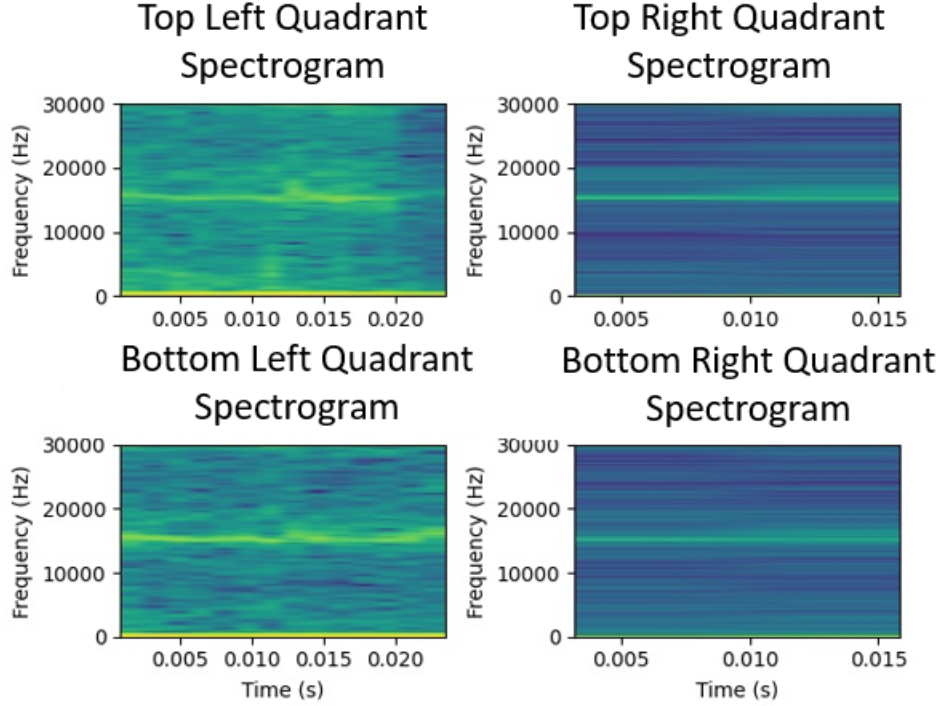 Top Left Quadrant
Spectrogram
Top Right Quadrant
Spectrogram
Frequency (Hz)
30000
20000
10000
0
0.005 0.010 0.015 0.020
Frequency (Hz)
30000
20000
10000
0
0.005 0.010 0.015
Bottom Left Quadrant
Spectrogram
Bottom Right Quadrant
Spectrogram
Frequency (Hz)
30000
20000
10000
0
0.005 0.010 0.015 0.020
Time (s)
Frequency (Hz)
30000
20000
10000
0
0.005 0.010 0.015
Time (s)